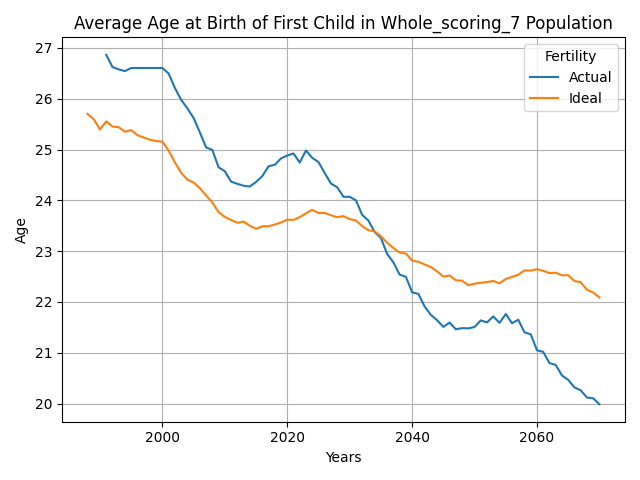 Average Age at Birth of First Child in Whole_scoring_7 Population
27
26
25
24
23
22
21
20
Age
Fertility
Actual
Ideal
2000 2020 2040 2060
Years